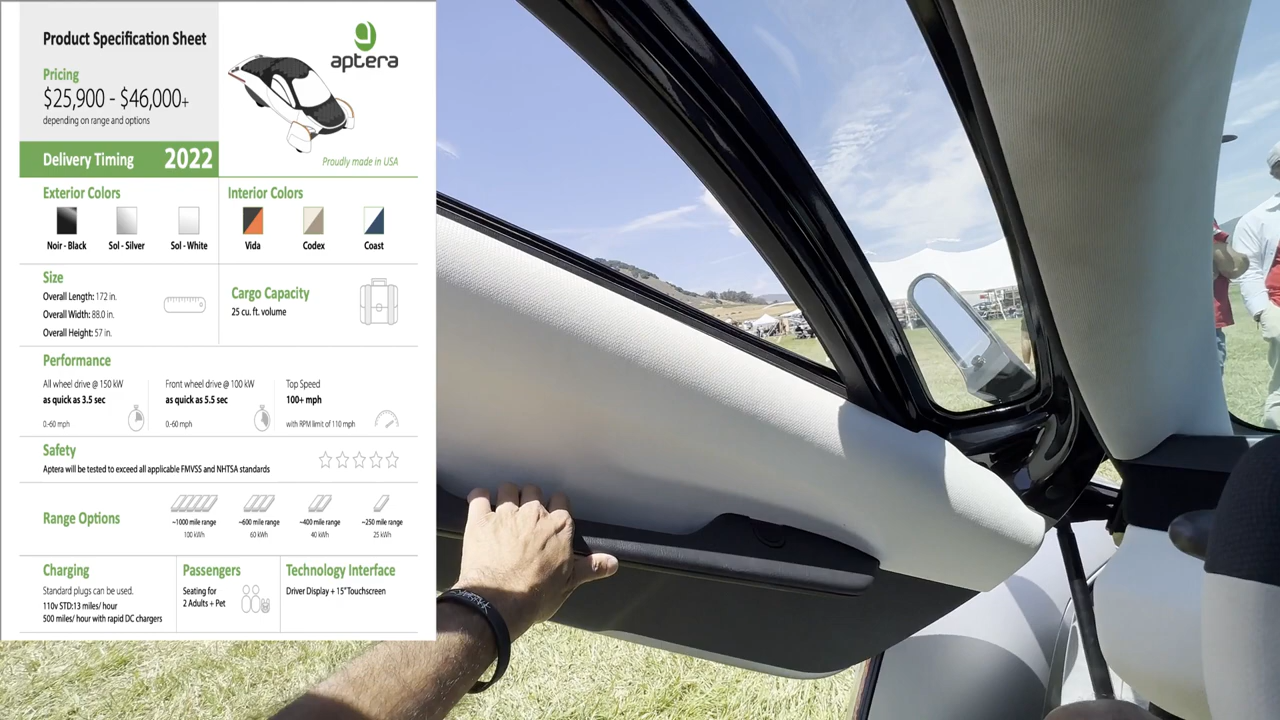 Product Specification Sheet
Pricing
$25,900 - $46,000+
depending on range and options
aptera
Delivery Timing 2022
Proudly made in USA
Exterior Colors
Noir - Black
Sol - Silver
Sol - White
Interior Colors
Vida
Codex
Coast
Size
Overall Length: 172 in.
Overall Width: 88.0 in.
Overall Height: 57 in.
Cargo Capacity
25 cu. ft. volume
Performance
All wheel drive @ 150 kW
as quick as 3.5 sec
0-60 mph
Front wheel drive @ 100 kW
as quick as 5.5 sec
0-60 mph
Top Speed
100+ mph
with RPM limit of 110 mph
Safety
Aptera will be tested to exceed all applicable FMVSS and NHTSA standards
Range Options
~1000 mile range
100 kWh
~600 mile range
60 kWh
~400 mile range
40 kWh
~250 mile range
25 kWh
Charging
Standard plugs can be used.
110v STD:13 miles/ hour
500 miles/ hour with rapid DC chargers
Passengers
Seating for
2 Adults + Pet
Technology Interface
Driver Display + 15" Touchscreen